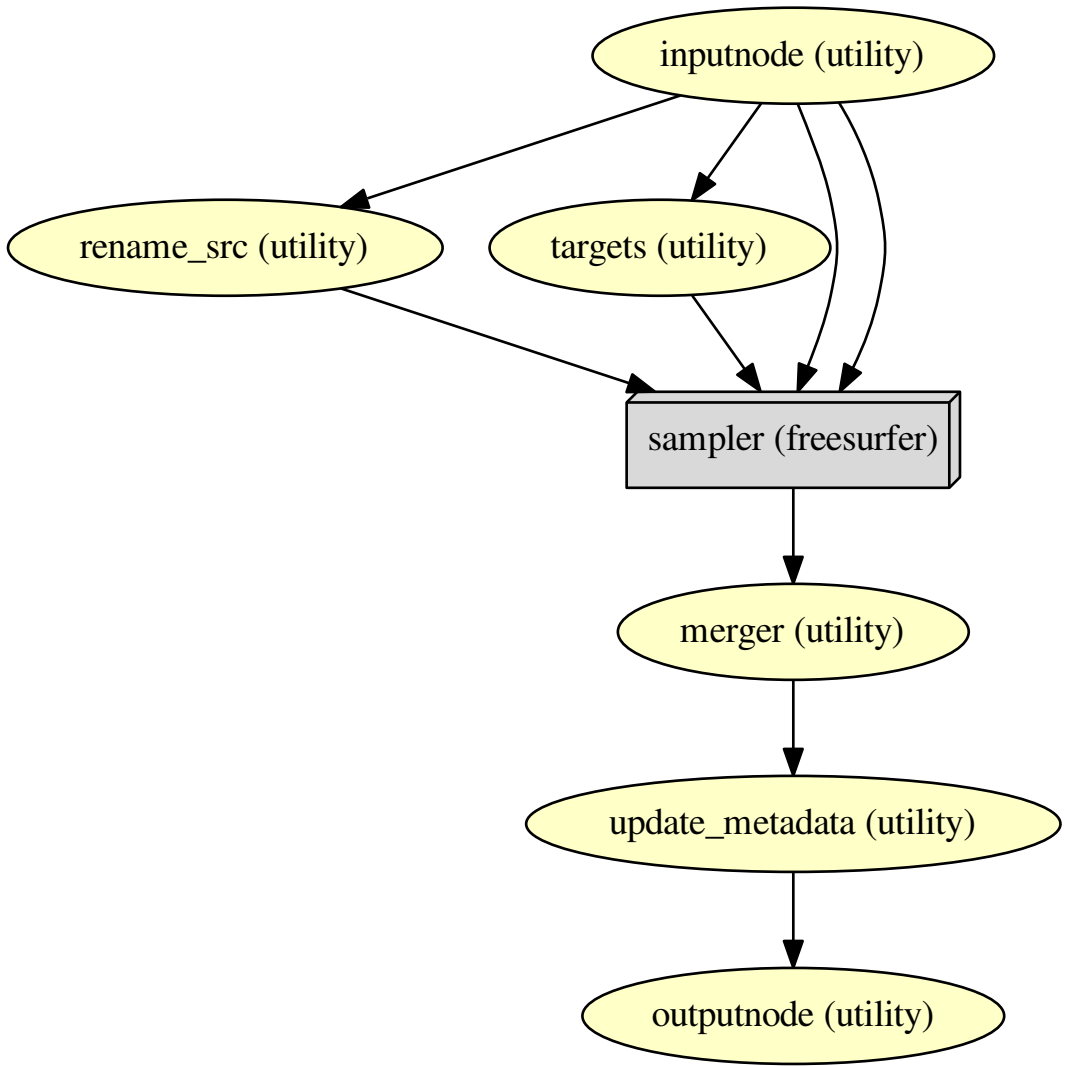 inputnode (utility)
rename_src (utility)
targets (utility)
sampler (freesurfer)
merger (utility)
update_metadata (utility)
outputnode (utility)